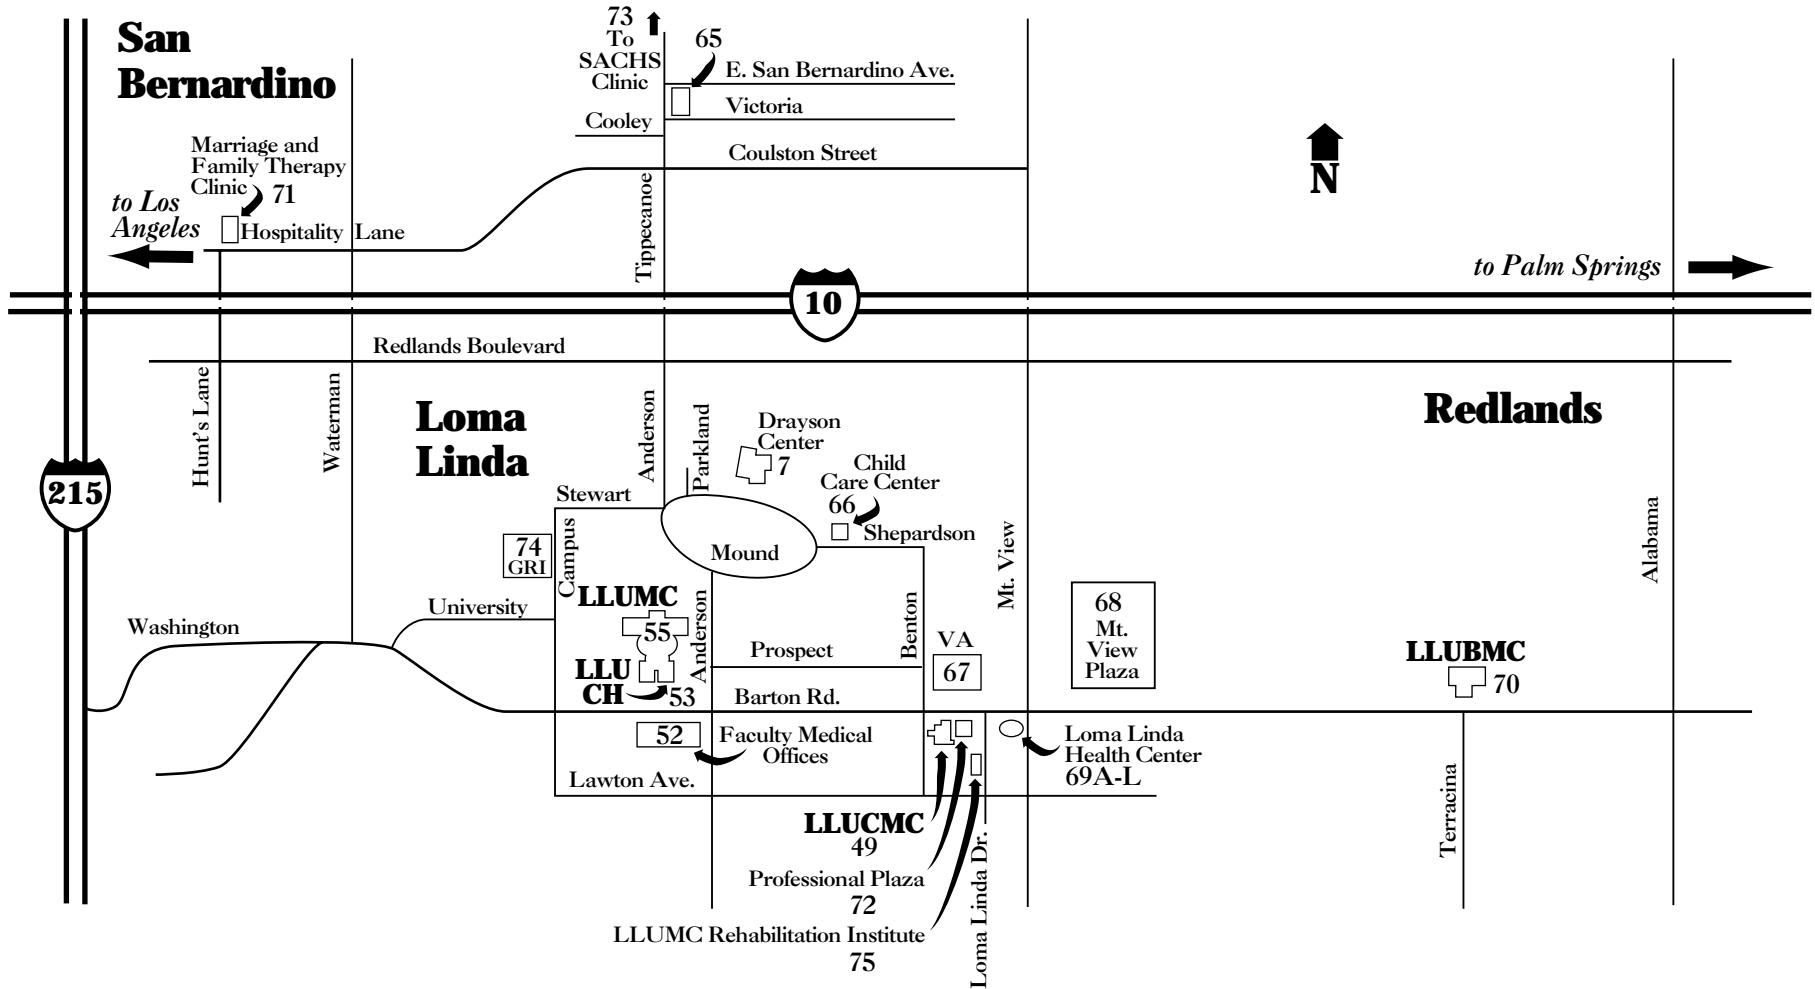 San
Bernardino
73
To
SACHS
Clinic
65
E. San Bernardino Ave.
Victoria
Cooley
Coulston Street
Marriage and
Family Therapy
Clinic
71
to Los
Angeles
Hospitality Lane
Tippecanoe
N
to Palm Springs
10
Redlands Boulevard
Hunt's Lane
Waterman
Loma
Linda
Anderson
Parkland
Drayson
Center
7
Child
Care Center
66
Shepardson
Redlands
215
Stewart
Campus
74
GRI
Mound
Mt. View
Alabama
LLUMC
55
University
Washington
Anderson
Benton
Prospect
VA
67
68
Mt.
View
Plaza
LLUBMC
70
LLU
CH
53
Barton Rd.
52
Faculty Medical
Offices
Loma Linda
Health Center
69A-L
Lawton Ave.
LLUCMC
49
Professional Plaza
72
LLUMC Rehabilitation Institute
75
Loma Linda Dr.
Terracina